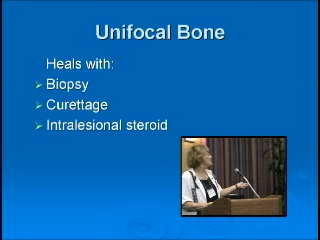 Unifocal Bone
Heals with:
Biopsy
Curettage
Intralesional steroid